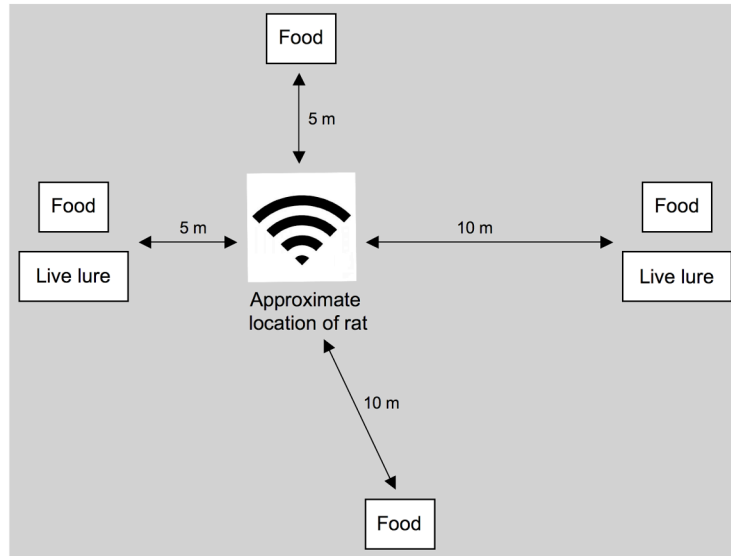 Food
5 m
Food
5 m
10 m
Food
Live lure
Live lure
Approximate
location of rat
10 m
Food